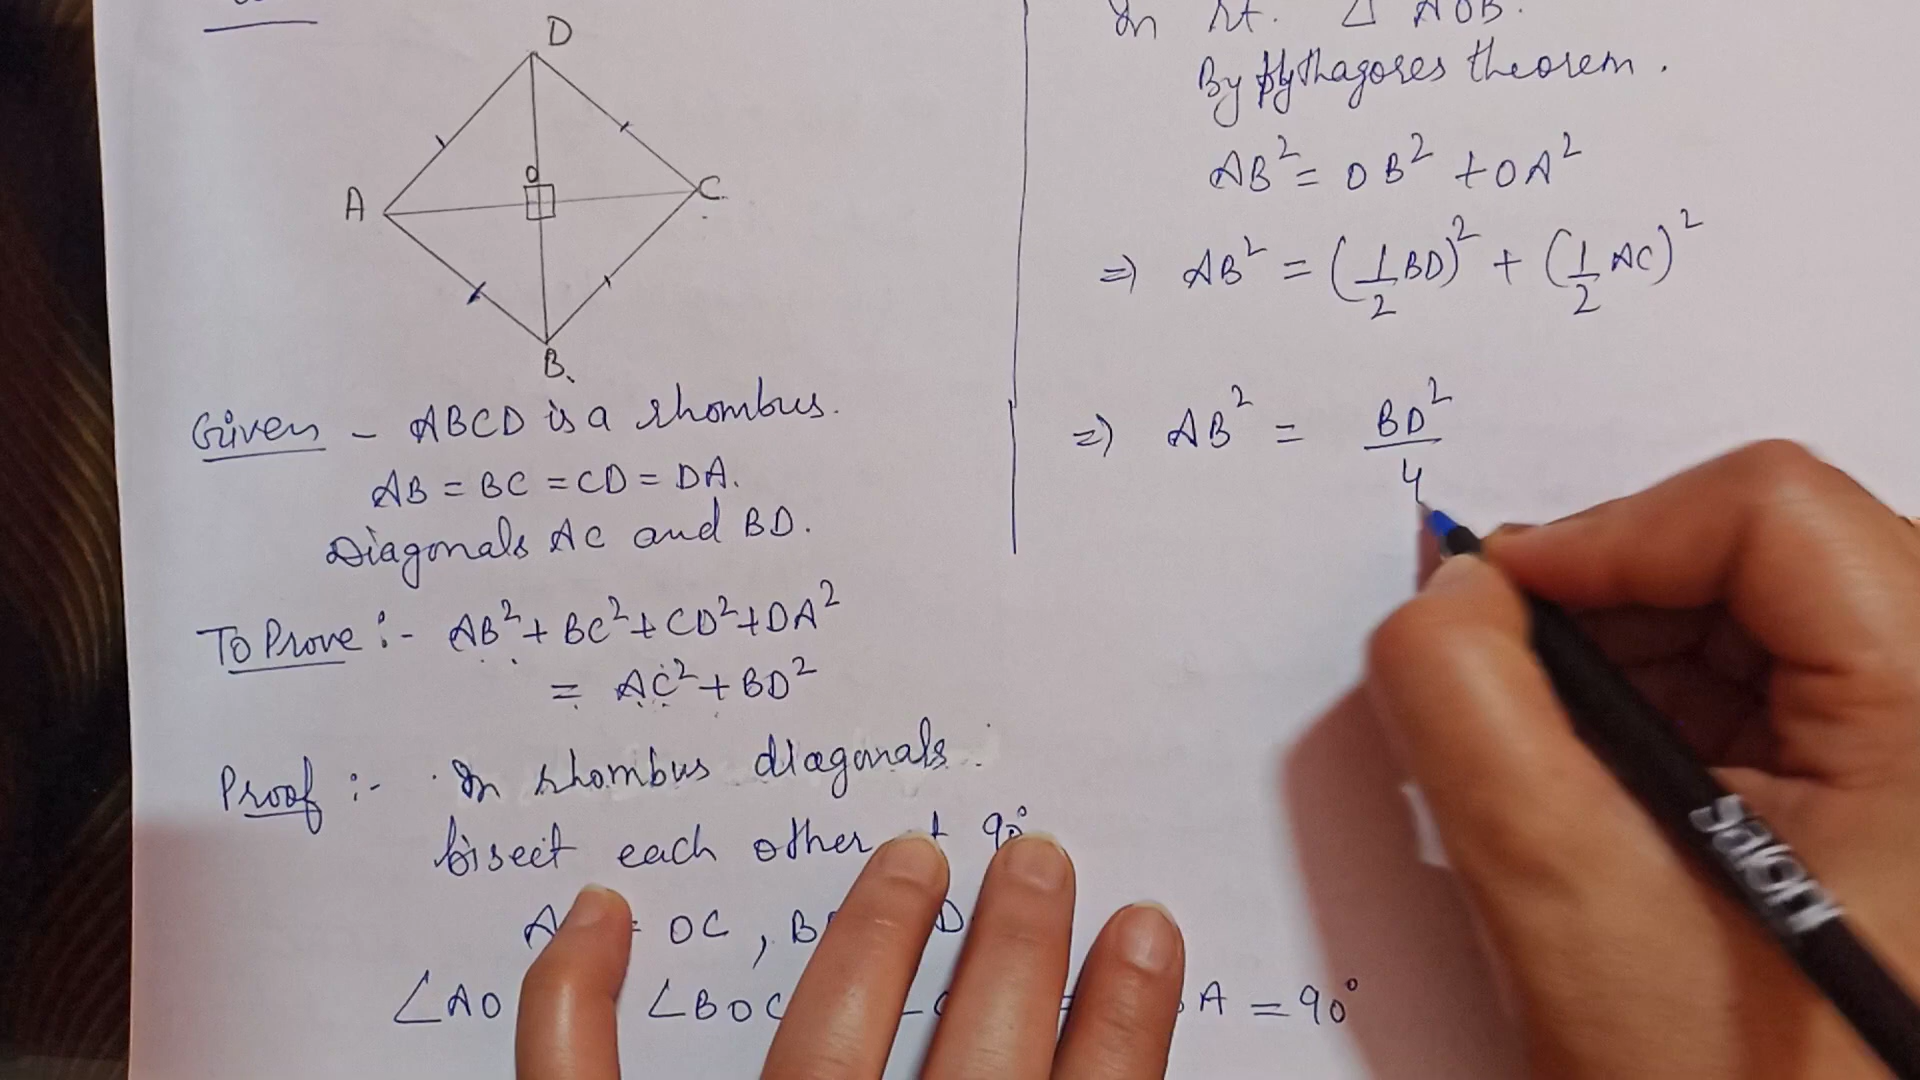 D
A
O
C
B
Given - ABCD is a rhombus.
AB = BC = CD = DA.
Diagonals AC and BD.
To Prove :- AB²+ BC²+ CD²+DA²
= AC²+ BD²
Proof :- In rhombus diagonals
bisect each other 90°
= OC , B
∠AO ∠BOC A = 90°
In rt. △ AOB.
By pythagores theorem.
AB² = OB² + OA²
⇒ AB² = (1/2 BD)² + (1/2 AC)²
⇒ AB² = BD²/4